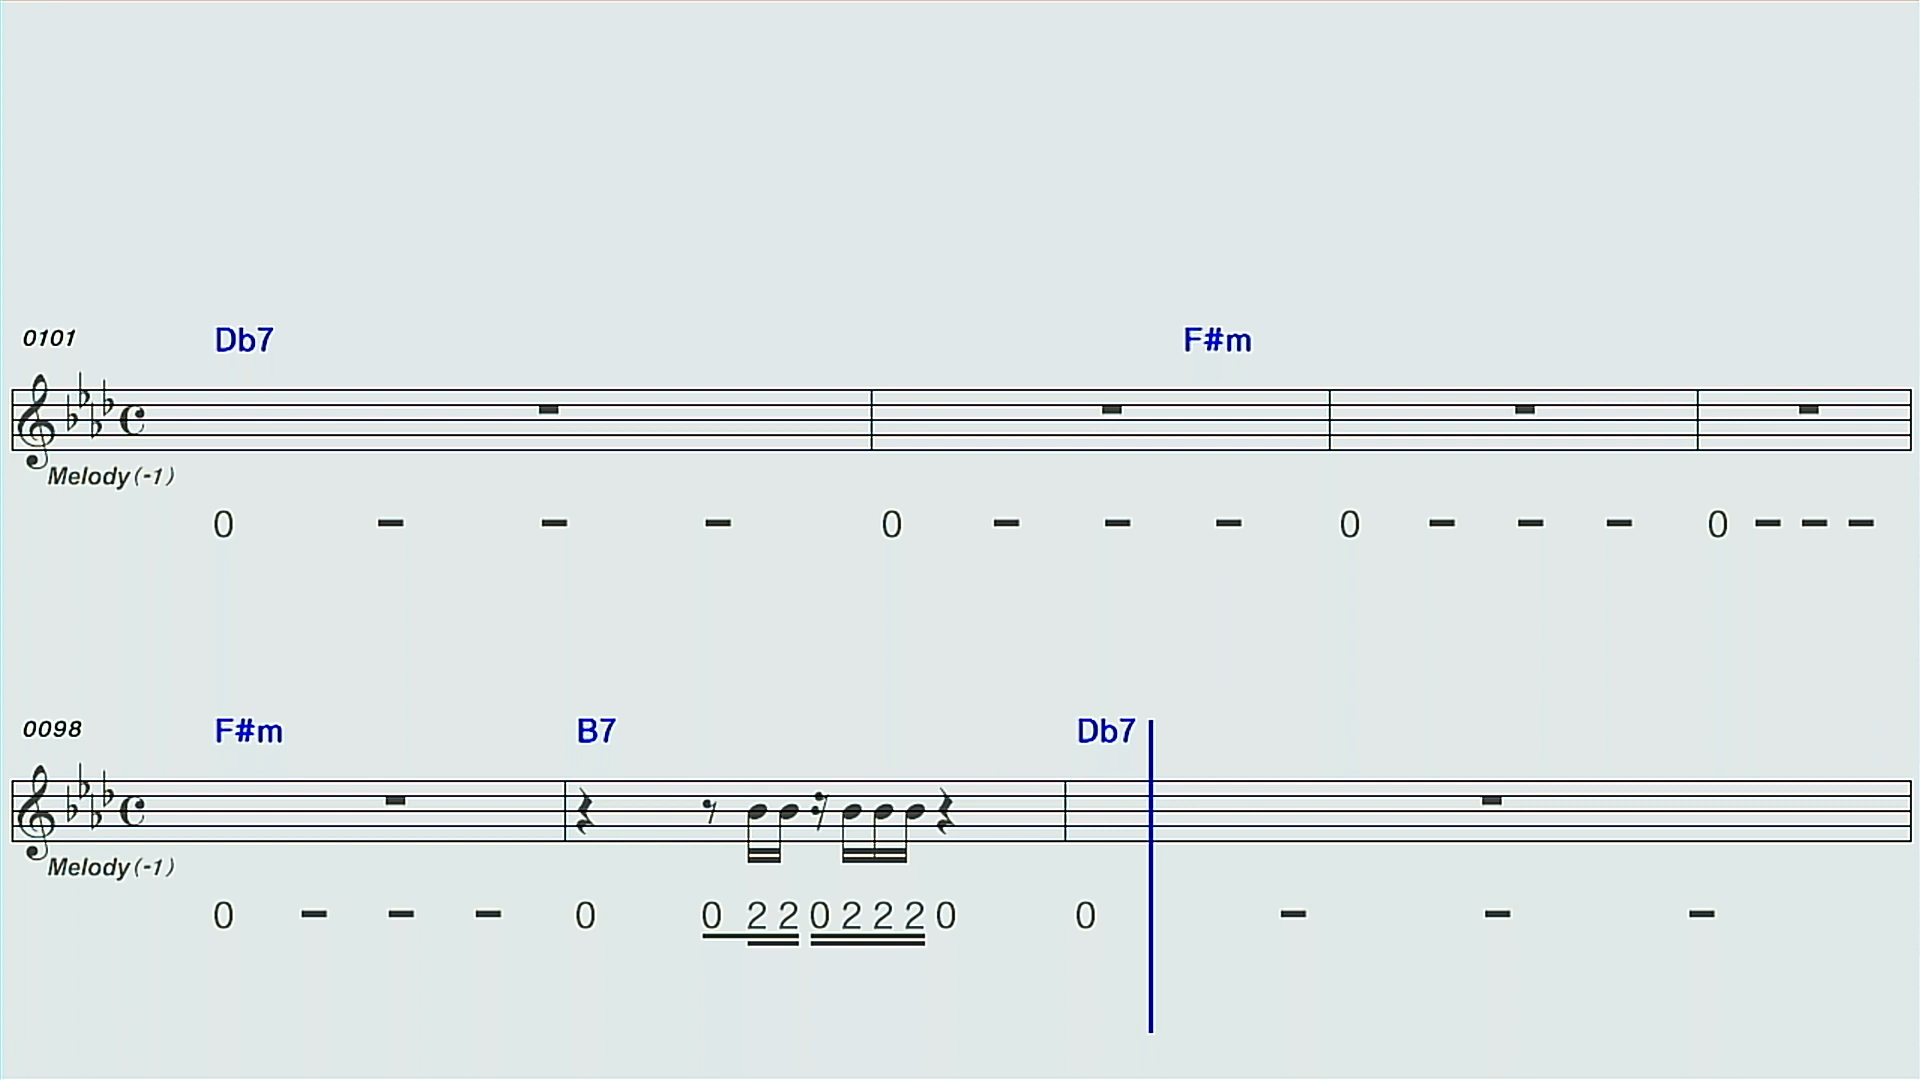 0101 Db7 F#m
Melody(-1)
0 - - - 0 - - - 0 - - - 0 - - -
0098 F#m B7 Db7
Melody(-1)
0 - - - 0 0 2 2 0 2 2 2 0 0 - - -